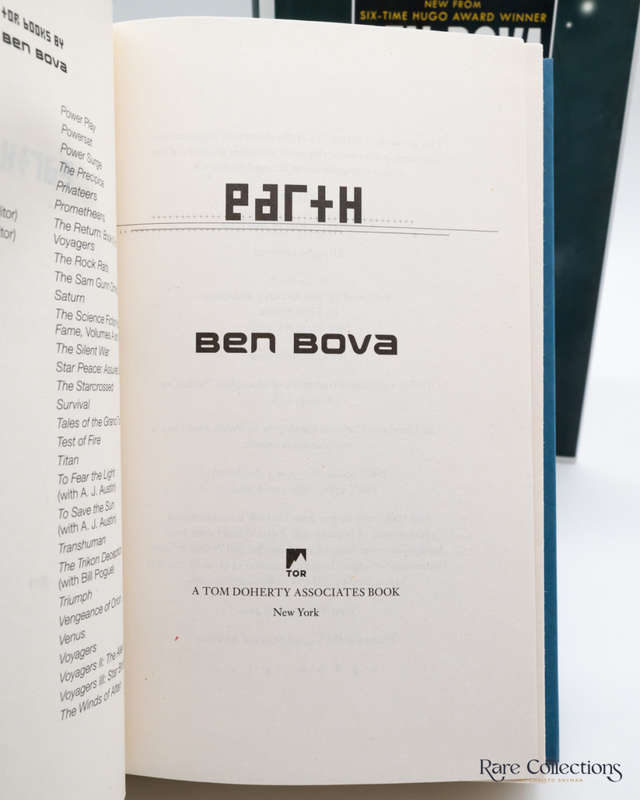 TOR BOOKS BY
BEN BOVA
Power Play
Powersat
Power Surge
The Precipice
Privateers
Prometheans
The Return: Book
Voyagers
The Rock Rats
The Sam Gunn
Saturn
The Science Fiction
Fame, Volumes A
The Silent War
Star Peace: Assured
The Starcrossed
Survival
Tales of the Grand
Test of Fire
Titan
To Fear the Light
(with A. J. Austin)
To Save the Sun
(with A. J. Austin)
Transhuman
The Trikon Deception
(with Bill Pogue)
Triumph
Vengeance of Orion
Venus
Voyagers
Voyagers II: The
Voyagers III: Star
The Winds of
itor)
itor)
earth
BEN BOVA
TOR
A TOM DOHERTY ASSOCIATES BOOK
New York
NEW FROM
SIX-TIME HUGO AWARD WINNER
Rare Collections